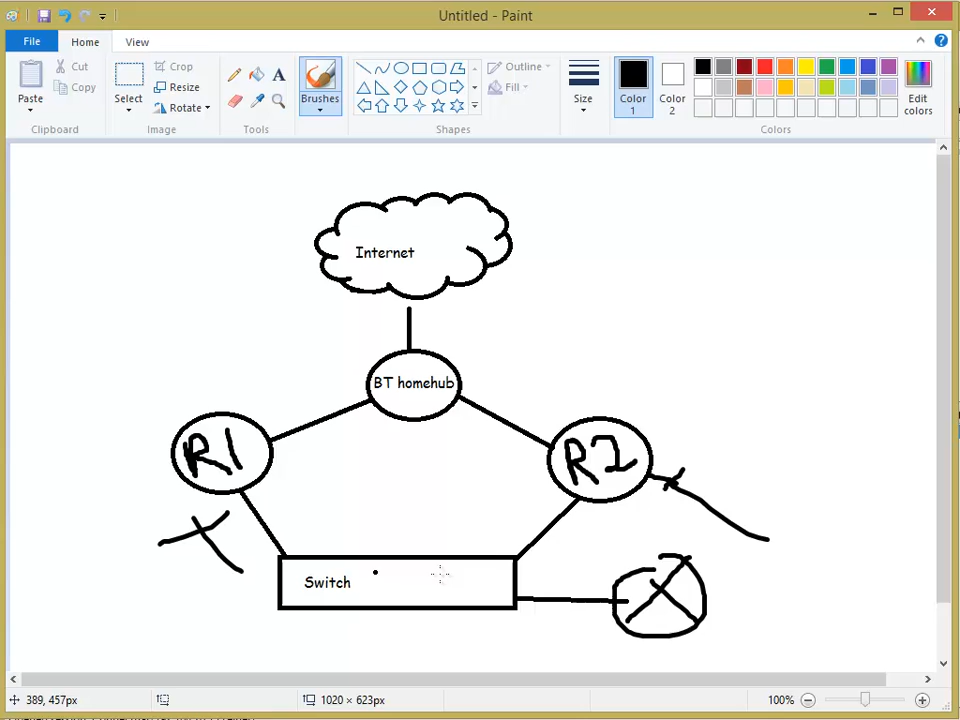 Untitled - Paint
File
Home
View
Paste
Cut
Copy
Clipboard
Select
Crop
Resize
Rotate
Image
A
Tools
Brushes
Outline
Fill
Shapes
Size
Color
1
Color
2
Edit
colors
Colors
Internet
BT homehub
R1
R2
Switch
389, 457px
1020 × 623px
100%